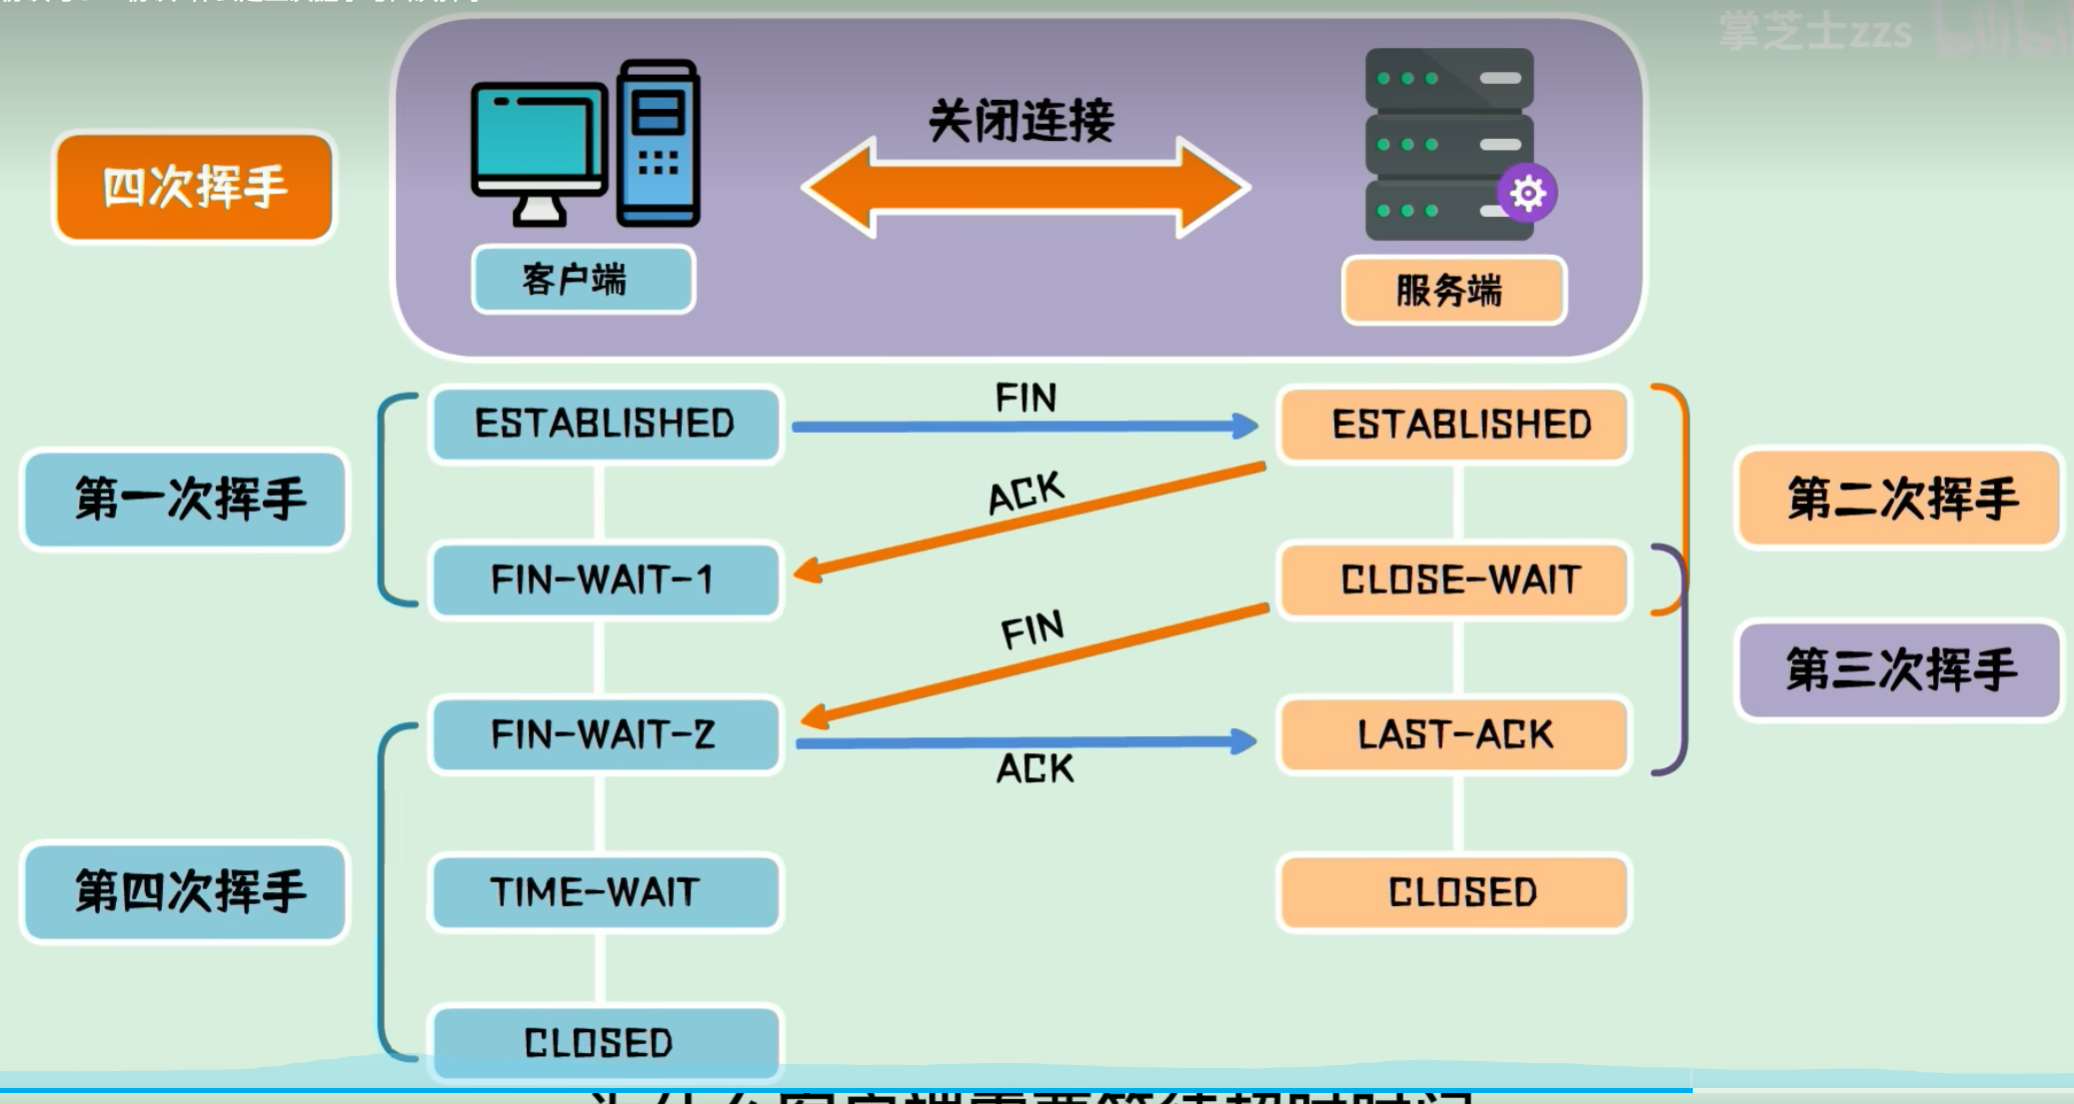 掌芝士zzs
bilibili
关闭连接
四次挥手
客户端
服务端
ESTABLISHED
FIN
ESTABLISHED
第一次挥手
ACK
第二次挥手
FIN-WAIT-1
CLOSE-WAIT
FIN
第三次挥手
FIN-WAIT-2
LAST-ACK
ACK
第四次挥手
TIME-WAIT
CLOSED
CLOSED